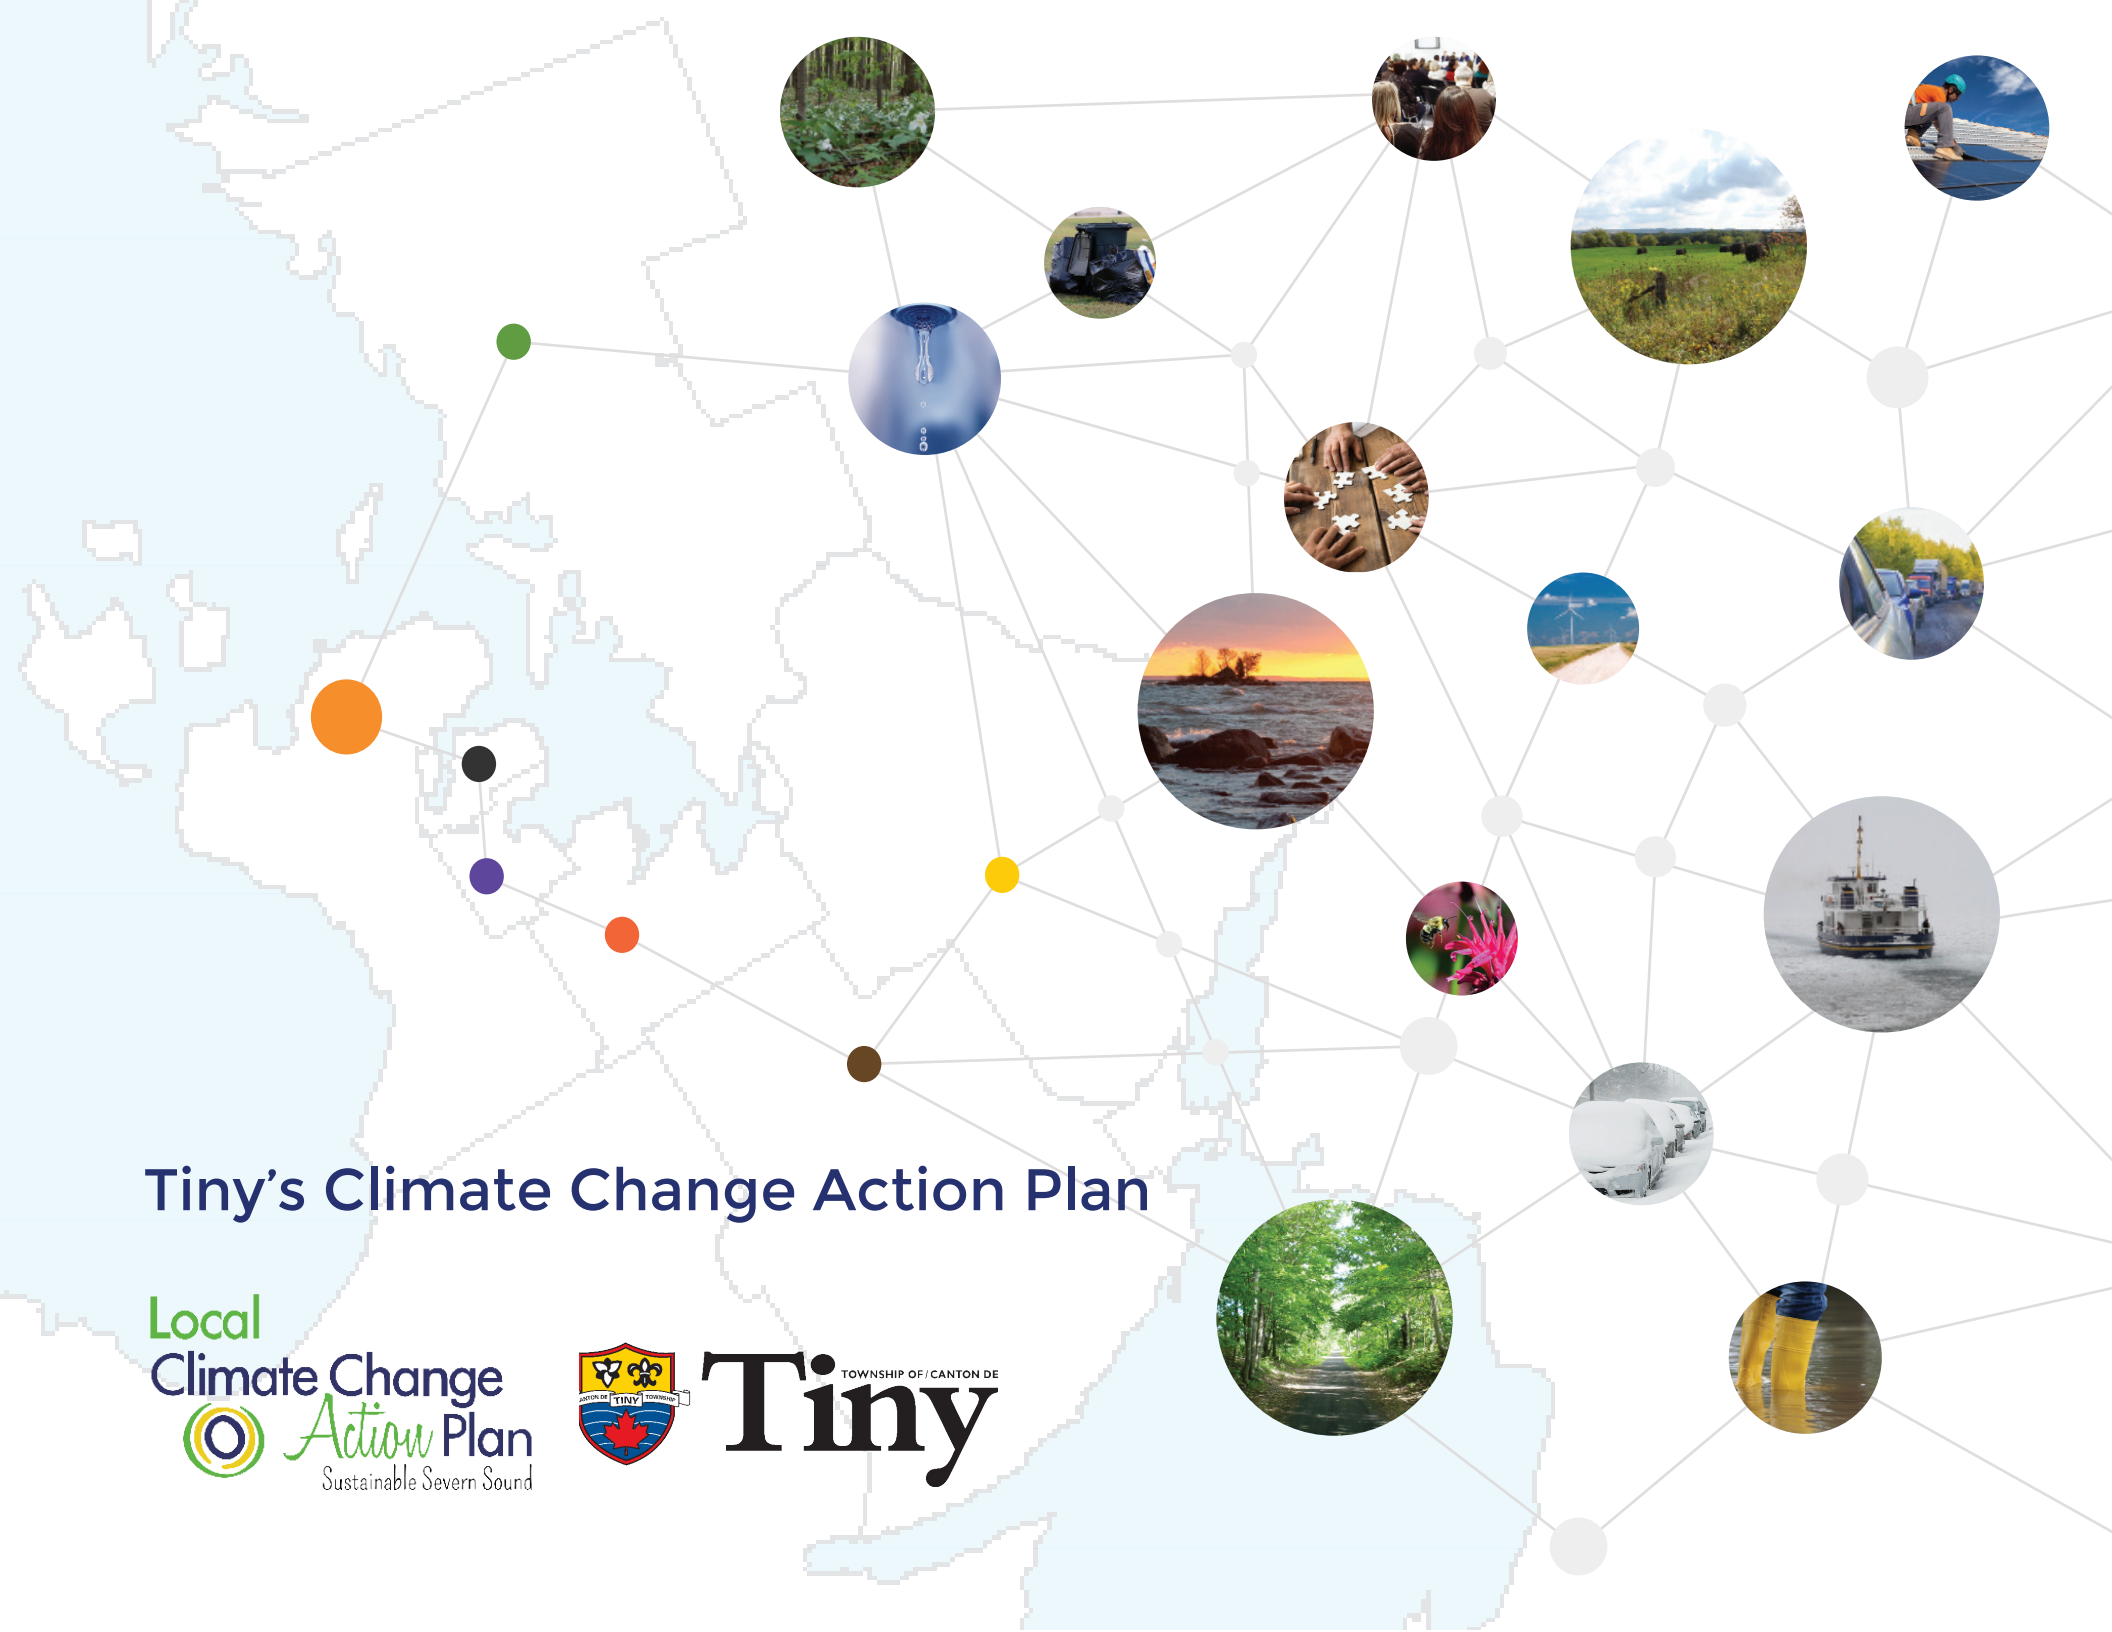 Tiny’s Climate Change Action Plan
Local
Climate Change
Action Plan
Sustainable Severn Sound
CANTON DE TINY TOWNSHIP
TOWNSHIP OF / CANTON DE
Tiny